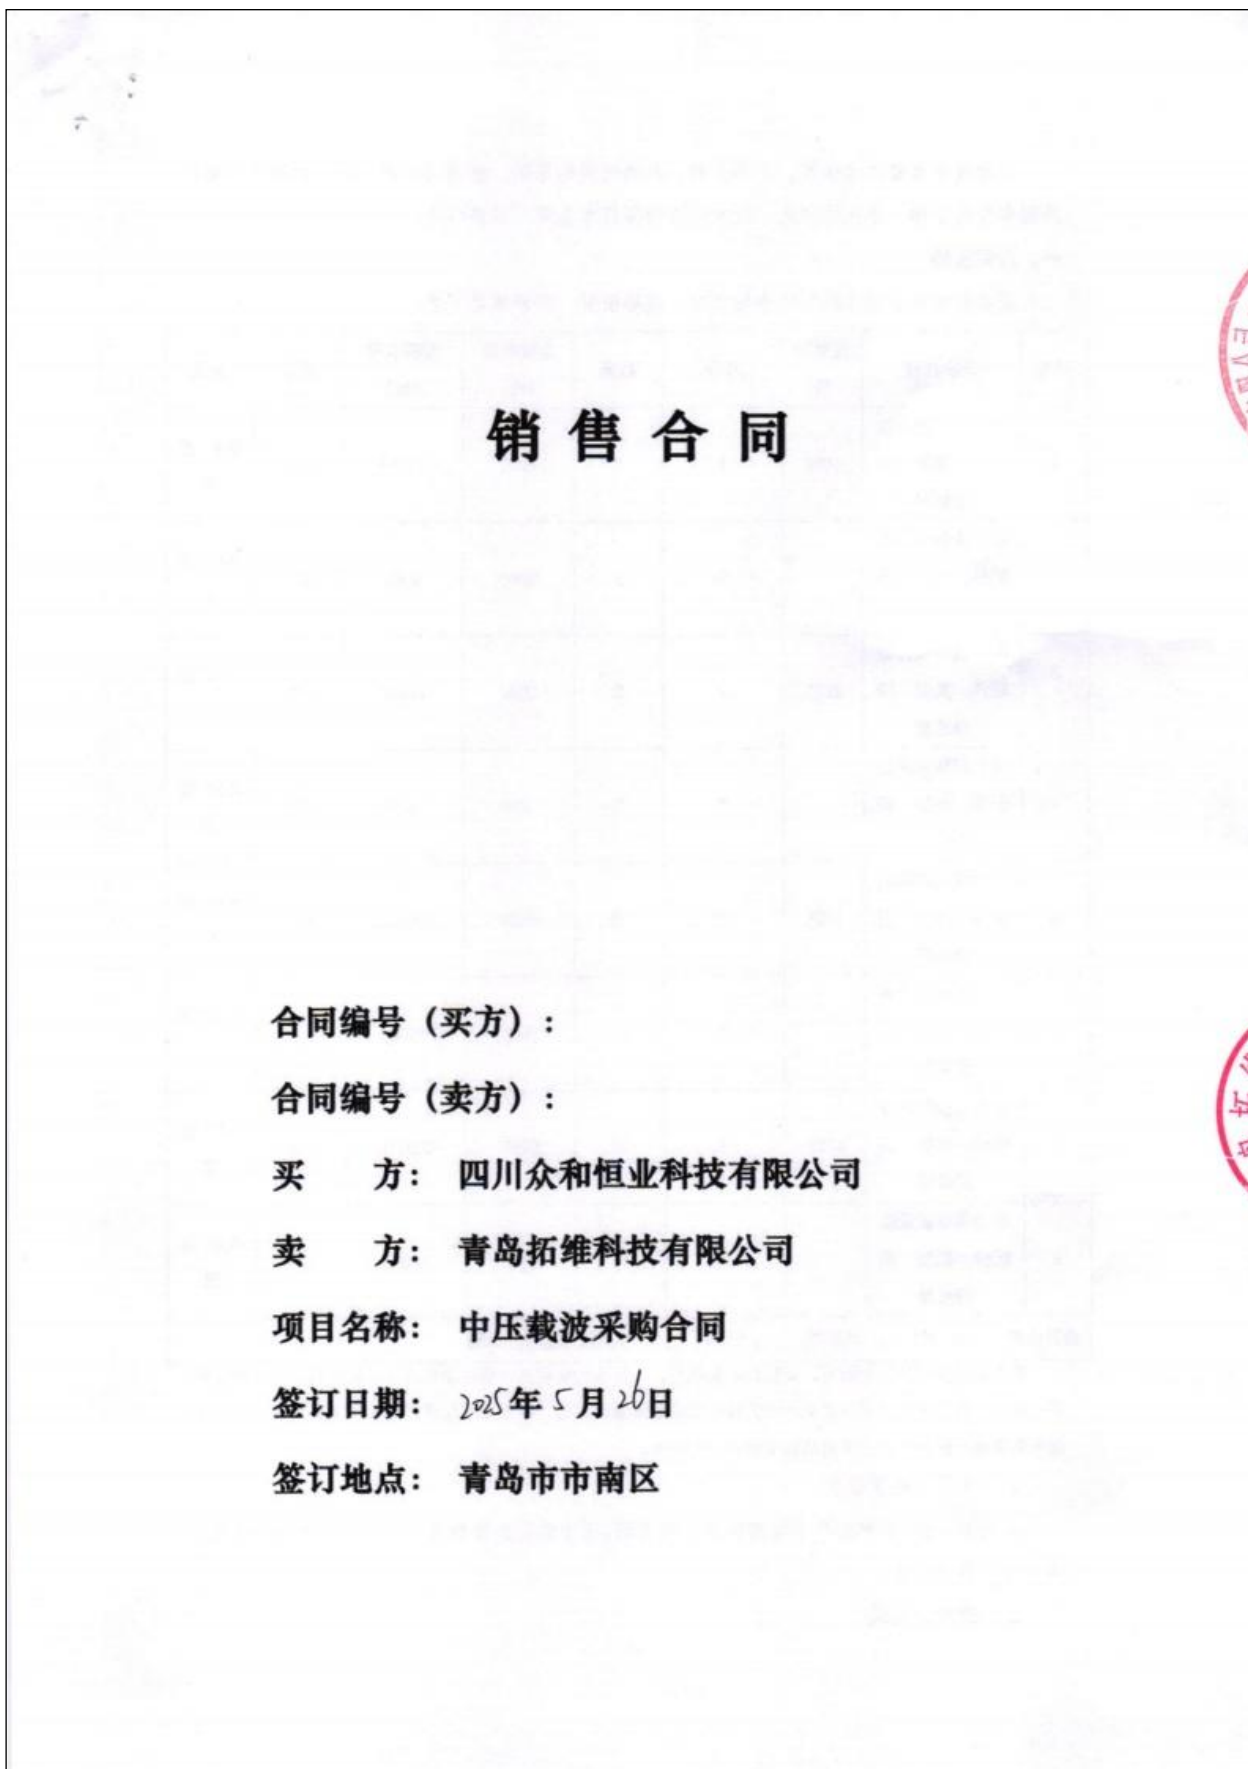 销售合同
合同编号（买方）：
合同编号（卖方）：
买 方： 四川众和恒业科技有限公司
卖 方： 青岛拓维科技有限公司
项目名称： 中压载波采购合同
签订日期： 2025年5月26日
签订地点： 青岛市市南区